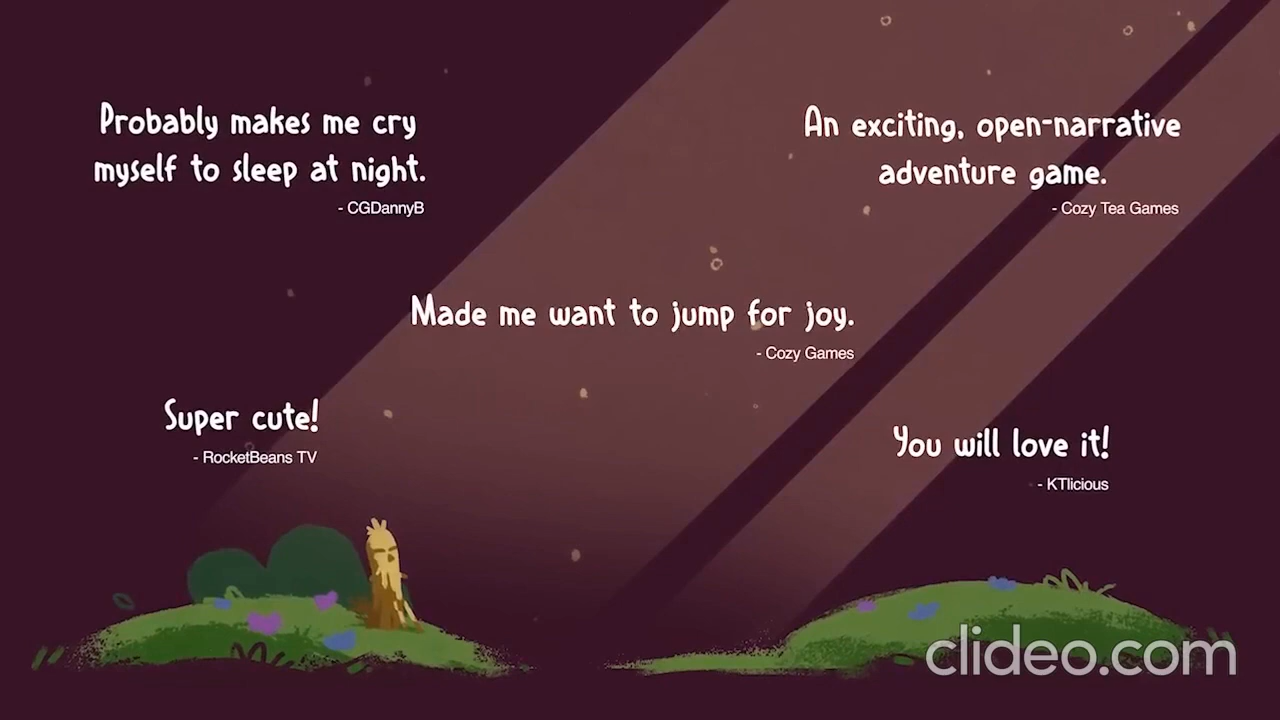 Probably makes me cry
myself to sleep at night.
- CGDannyB
An exciting, open-narrative
adventure game.
- Cozy Tea Games
Made me want to jump for joy.
- Cozy Games
Super cute!
- RocketBeans TV
You will love it!
- KTlicious
clideo.com